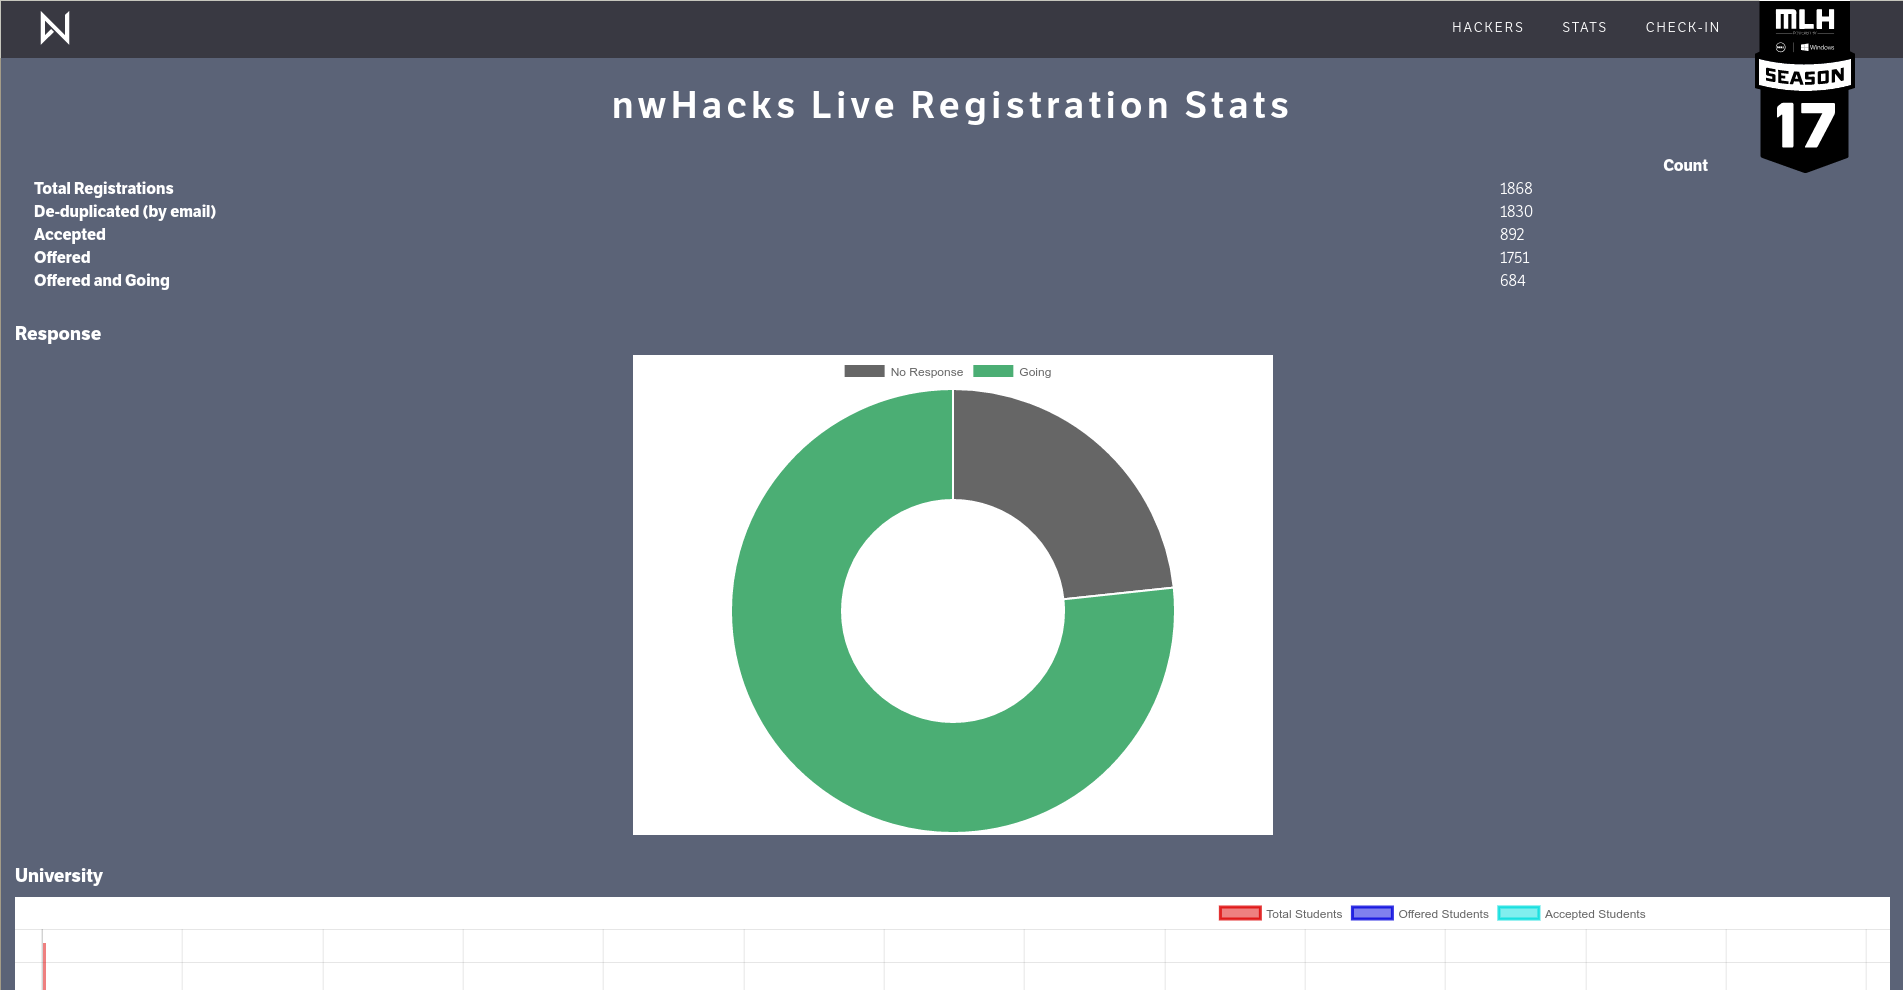 HACKERS STATS CHECK-IN
MLH
Windows
SEASON
17
nwHacks Live Registration Stats
Count
Total Registrations 1868
De-duplicated (by email) 1830
Accepted 892
Offered 1751
Offered and Going 684
Response
No Response Going
University
Total Students Offered Students Accepted Students